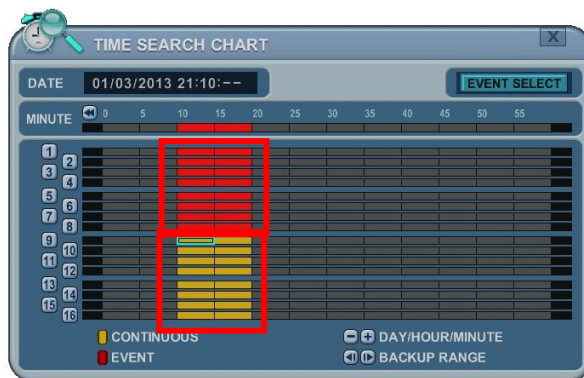 TIME SEARCH CHART
X
DATE 01/03/2013 21:10:--
EVENT SELECT
MINUTE 0 5 10 15 20 25 30 35 40 45 50 55
1
2
3
4
5
6
7
8
9
10
11
12
13
14
15
16
CONTINUOUS
DAY/HOUR/MINUTE
EVENT
BACKUP RANGE